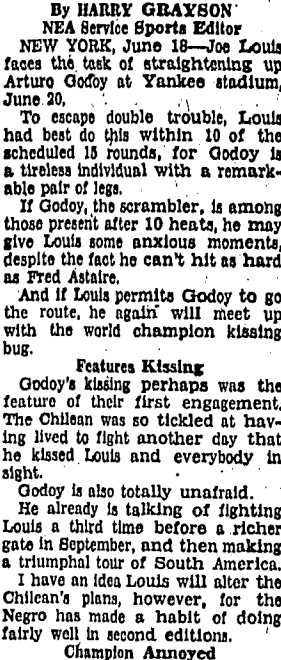 By HARRY GRAYSON
NEA Service Sports Editor
NEW YORK, June 18—Joe Louis
faces the task of straightening up
Arturo Godoy at Yankee stadium,
June 20,
To escape double trouble, Louis
had best do this within 10 of the
scheduled 15 rounds, for Godoy is
a tireless individual with a remark-
able pair of legs.
If Godoy, the scrambler, is among
those present after 10 heats, he may
give Louis some anxious moments,
despite the fact he can't hit as hard
as Fred Astaire.
And if Louis permits Godoy to go
the route, he again will meet up
with the world champion kissing
bug.
Features Kissing
Godoy's kissing perhaps was the
feature of their first engagement.
The Chilean was so tickled at hav-
ing lived to fight another day that
he kissed Louis and everybody in
sight.
Godoy is also totally unafraid.
He already is talking of fighting
Louis a third time before a richer
gate in September, and then making
a triumphal tour of South America.
I have an idea Louis will alter the
Chilean's plans, however, for the
Negro has made a habit of doing
fairly well in second editions.
Champion Annoyed